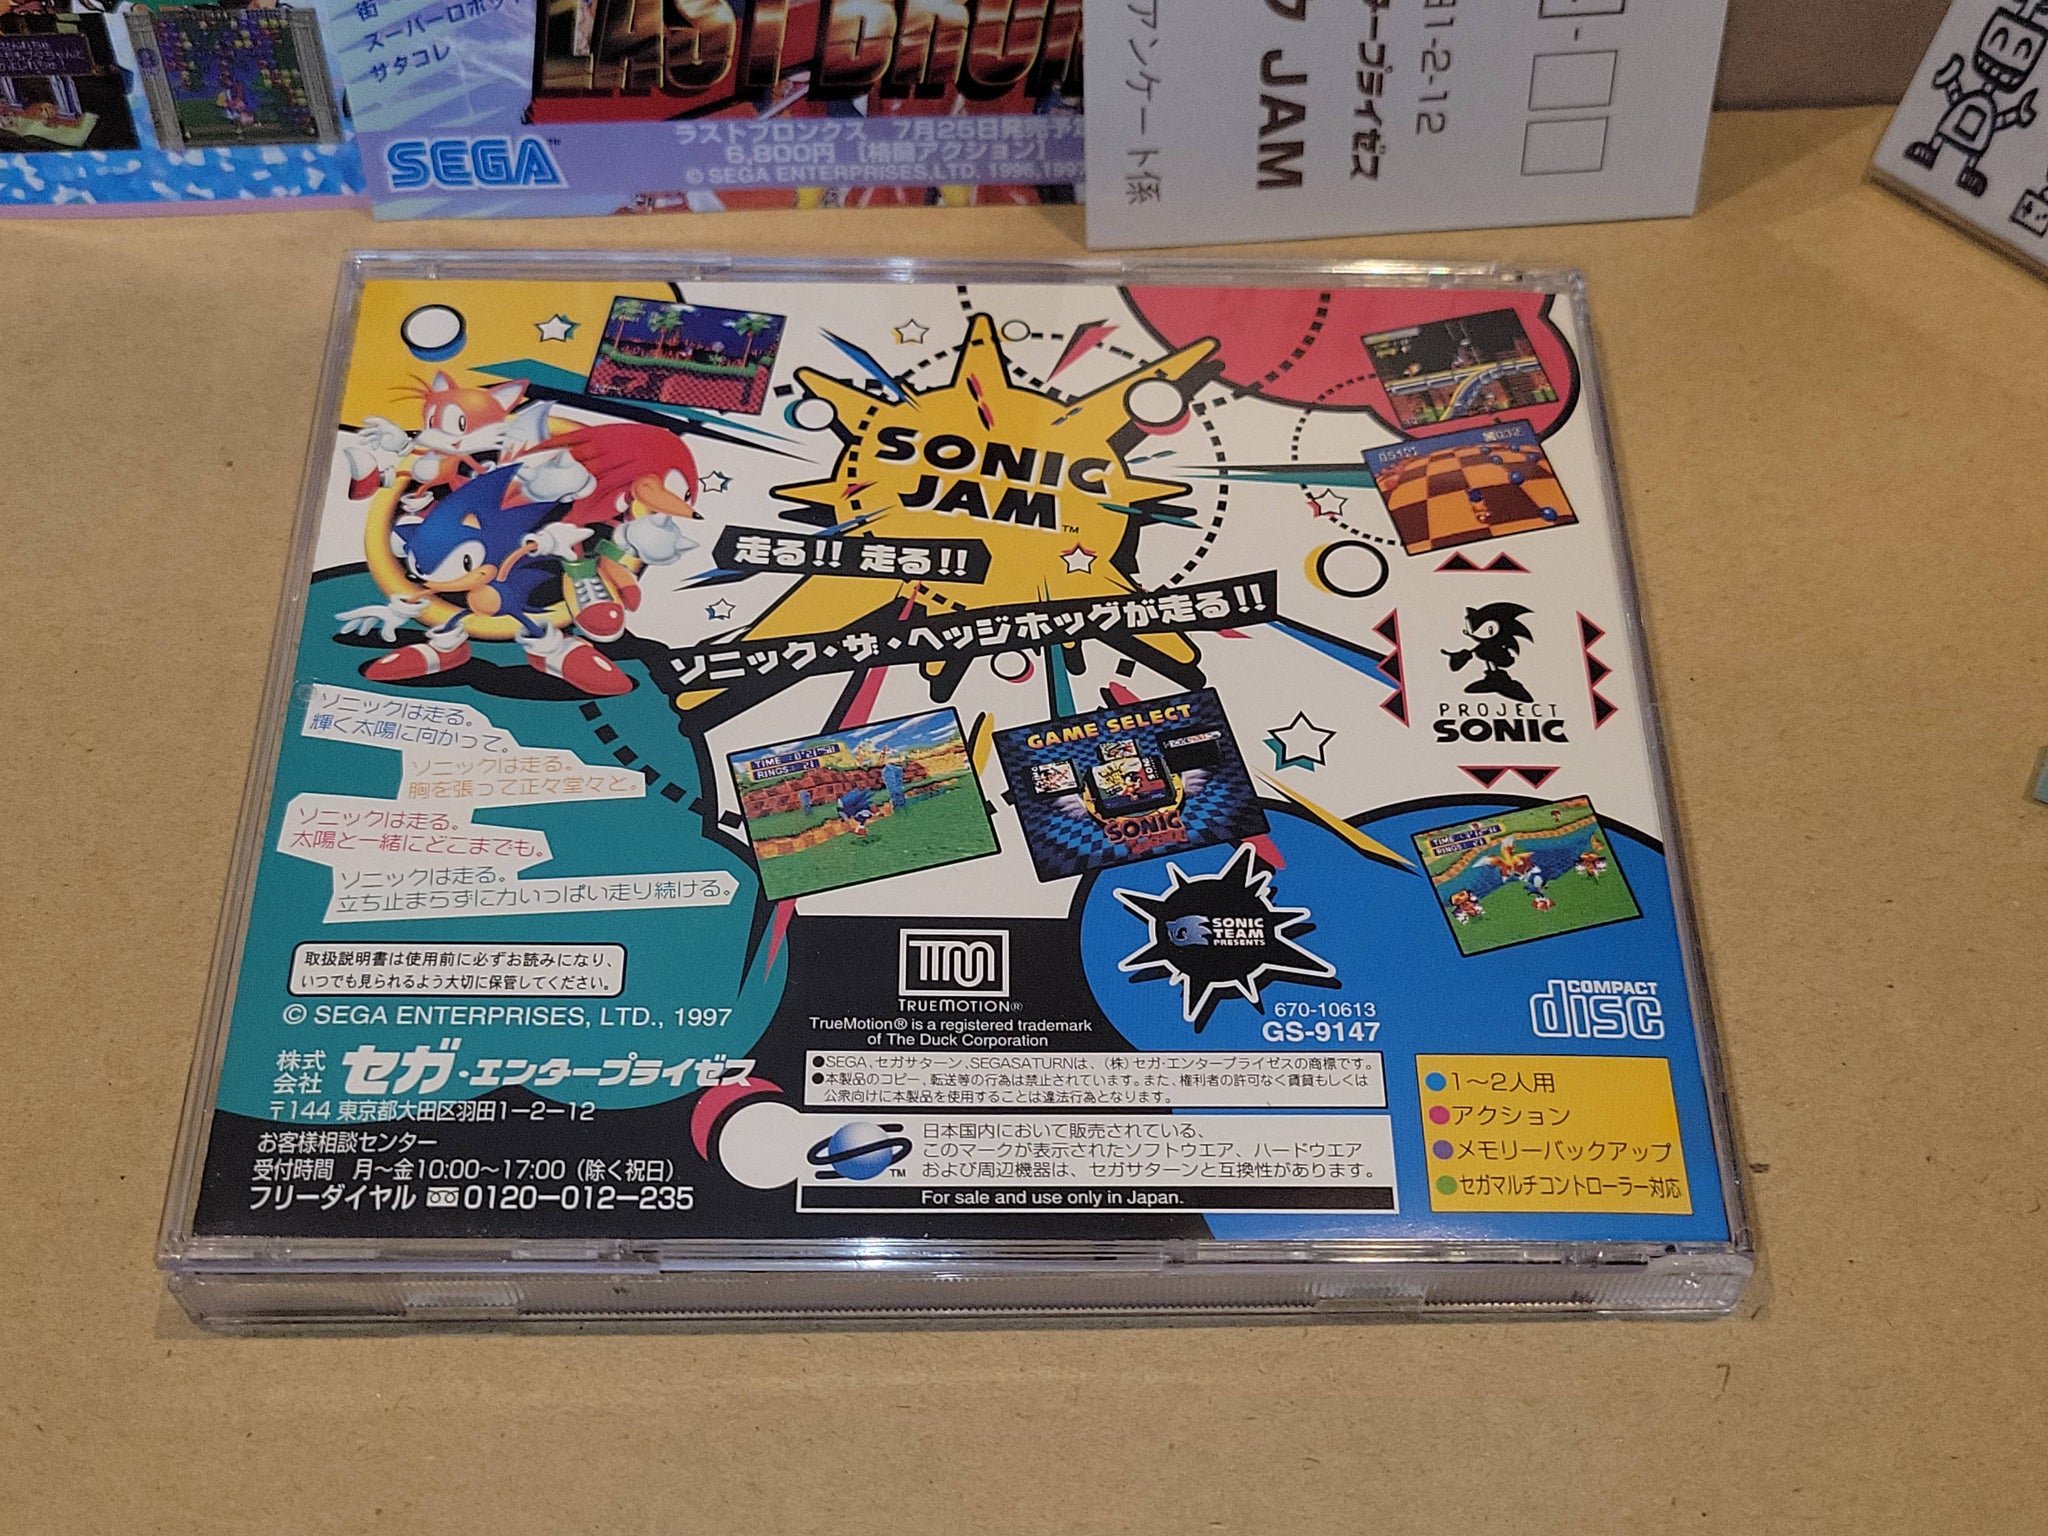 スーパーロボット
サタコレ
SEGA
LAST BRON
ラストブロンクス 7月25日発売予定
6,800円 [格闘アクション]
© SEGA ENTERPRISES,LTD. 1996,1997
アンケート係
JAM
ープライゼス
1-2-12
SONIC
JAM
TM
走る!! 走る!!
ソニック・ザ・ヘッジホッグが走る!!
PROJECT
SONIC
ソニックは走る。
輝く太陽に向かって。
ソニックは走る。
胸を張って正々堂々と。
ソニックは走る。
太陽と一緒にどこまでも。
ソニックは走る。
立ち止まらずに力いっぱい走り続ける。
TIME
RINGS: 21
GAME SELECT
SONIC
TIME
RINGS: 21
032
取扱説明書は使用前に必ずお読みになり、
いつでも見られるよう大切に保管してください。
© SEGA ENTERPRISES, LTD., 1997
株式会社 セガ・エンタープライゼス
〒144 東京都大田区羽田1-2-12
お客様相談センター
受付時間 月〜金10:00〜17:00(除く祝日)
フリーダイヤル 0120-012-235
TM
TRUEMOTION®
TrueMotion® is a registered trademark
of The Duck Corporation
SONIC
TEAM
PRESENTS
670-10613
GS-9147
COMPACT
disc
●SEGA、セガサターン、SEGASATURNは、(株)セガ・エンタープライゼスの商標です。
●本製品のコピー、転送等の行為は禁止されています。また、権利者の許可なく賃貸もしくは
公衆向けに本製品を使用することは違法行為となります。
TM
日本国内において販売されている、
このマークが表示されたソフトウエア、ハードウエア
および周辺機器は、セガサターンと互換性があります。
For sale and use only in Japan.
●1〜2人用
●アクション
●メモリーバックアップ
●セガマルチコントローラー対応